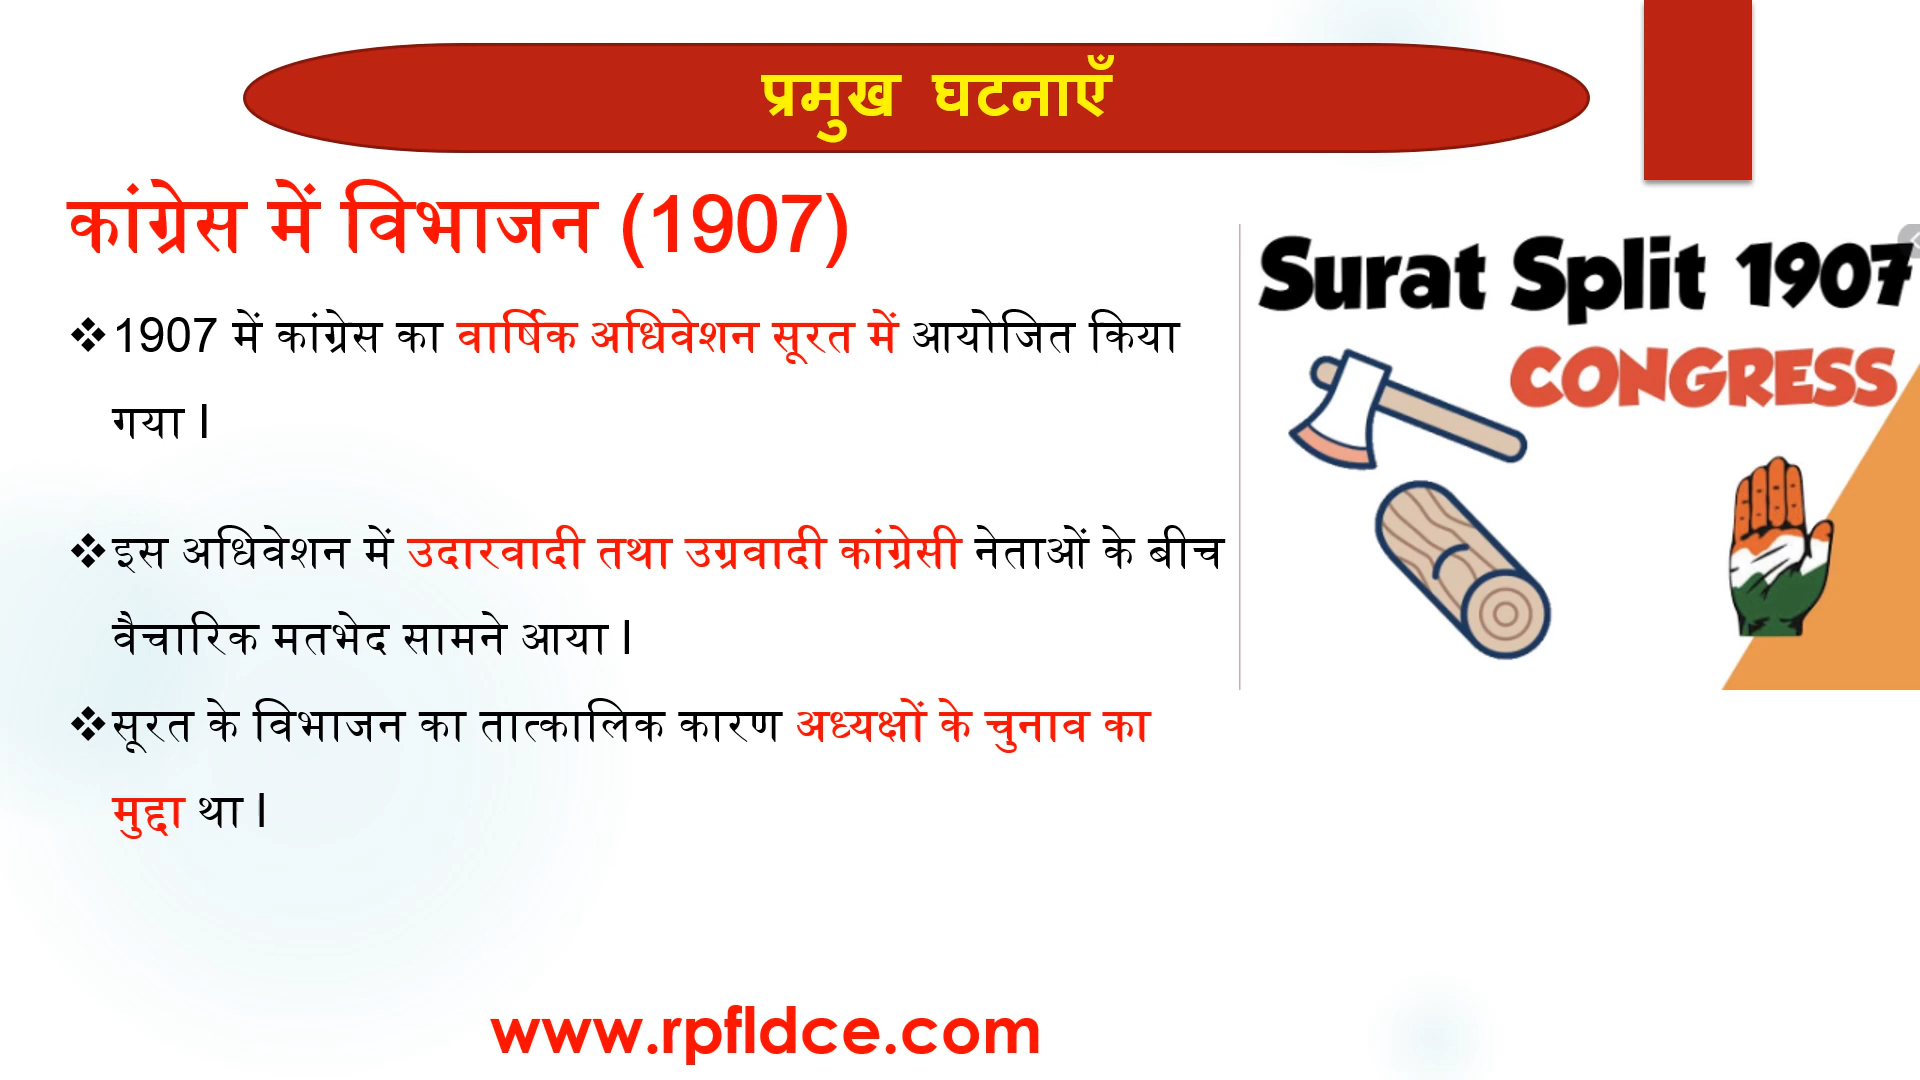 प्रमुख घटनाएँ
कांग्रेस में विभाजन (1907)
❖1907 में कांग्रेस का वार्षिक अधिवेशन सूरत में आयोजित किया
गया l
❖इस अधिवेशन में उदारवादी तथा उग्रवादी कांग्रेसी नेताओं के बीच
वैचारिक मतभेद सामने आया l
❖सूरत के विभाजन का तात्कालिक कारण अध्यक्षों के चुनाव का
मुद्दा था l
Surat Split 1907
CONGRESS
www.rpfldce.com